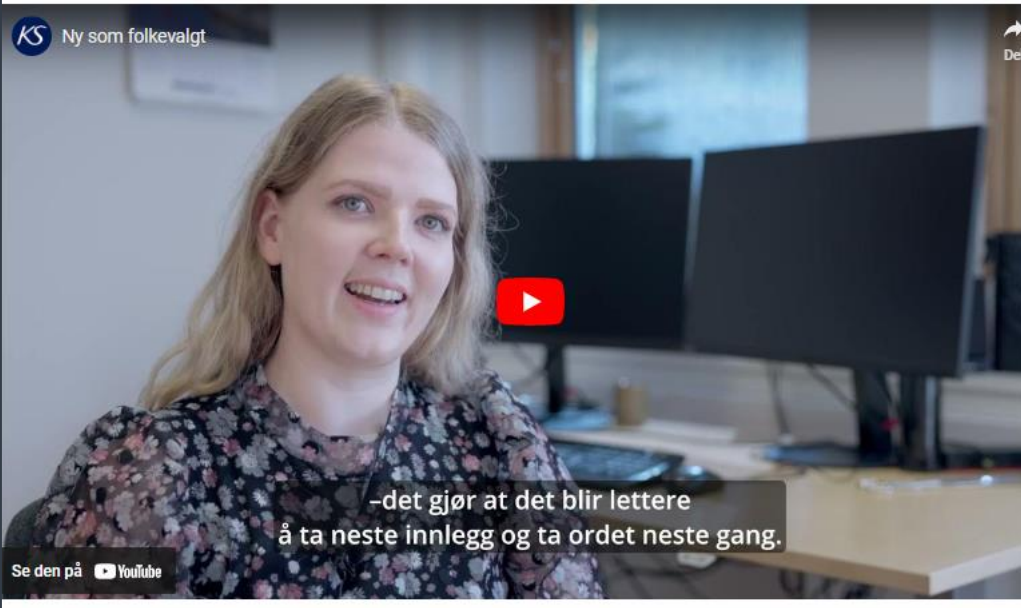 KS
Ny som folkevalgt
De
–det gjør at det blir lettere
å ta neste innlegg og ta ordet neste gang.
Se den på YouTube